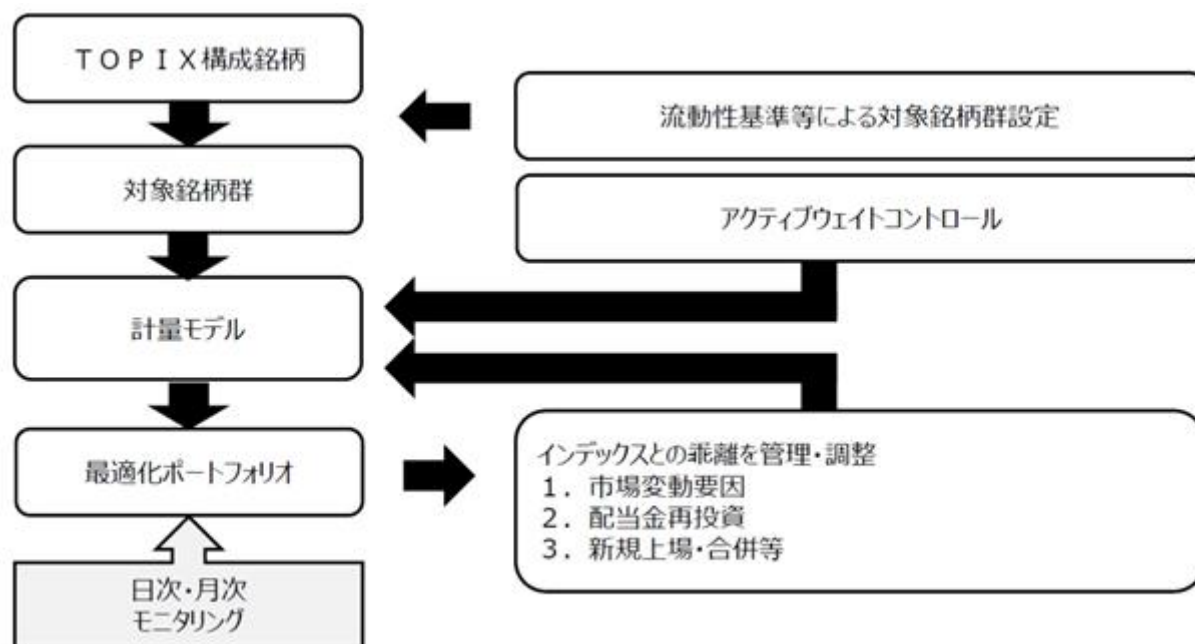 ＴＯＰＩＸ構成銘柄
流動性基準等による対象銘柄群設定
対象銘柄群
アクティブウェイトコントロール
計量モデル
最適化ポートフォリオ
インデックスとの乖離を管理・調整
１．市場変動要因
２．配当金再投資
３．新規上場・合併等
日次・月次
モニタリング